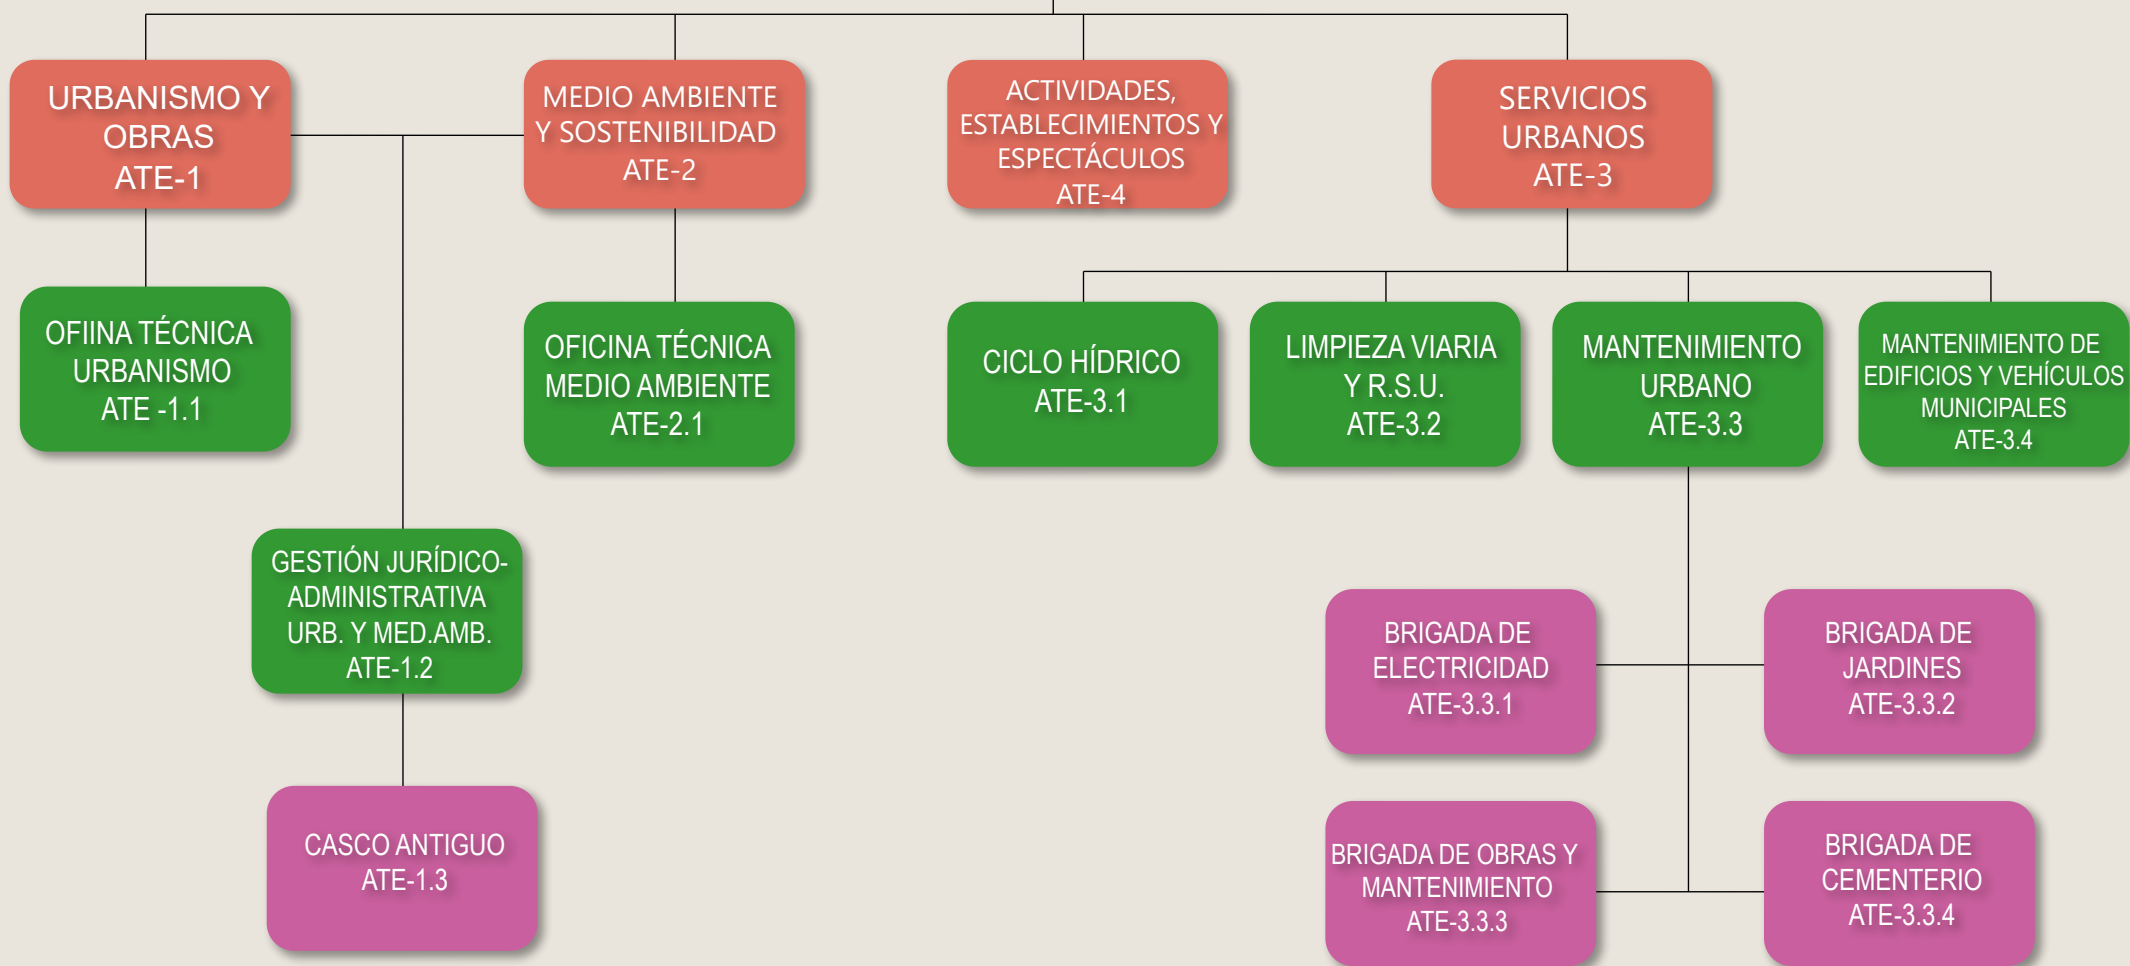 URBANISMO Y
OBRAS
ATE-1
MEDIO AMBIENTE
Y SOSTENIBILIDAD
ATE-2
ACTIVIDADES,
ESTABLECIMIENTOS Y
ESPECTÁCULOS
ATE-4
SERVICIOS
URBANOS
ATE-3
OFIINA TÉCNICA
URBANISMO
ATE -1.1
OFICINA TÉCNICA
MEDIO AMBIENTE
ATE-2.1
CICLO HÍDRICO
ATE-3.1
LIMPIEZA VIARIA
Y R.S.U.
ATE-3.2
MANTENIMIENTO
URBANO
ATE-3.3
MANTENIMIENTO DE
EDIFICIOS Y VEHÍCULOS
MUNICIPALES
ATE-3.4
GESTIÓN JURÍDICO-
ADMINISTRATIVA
URB. Y MED.AMB.
ATE-1.2
BRIGADA DE
ELECTRICIDAD
ATE-3.3.1
BRIGADA DE
JARDINES
ATE-3.3.2
CASCO ANTIGUO
ATE-1.3
BRIGADA DE OBRAS Y
MANTENIMIENTO
ATE-3.3.3
BRIGADA DE
CEMENTERIO
ATE-3.3.4